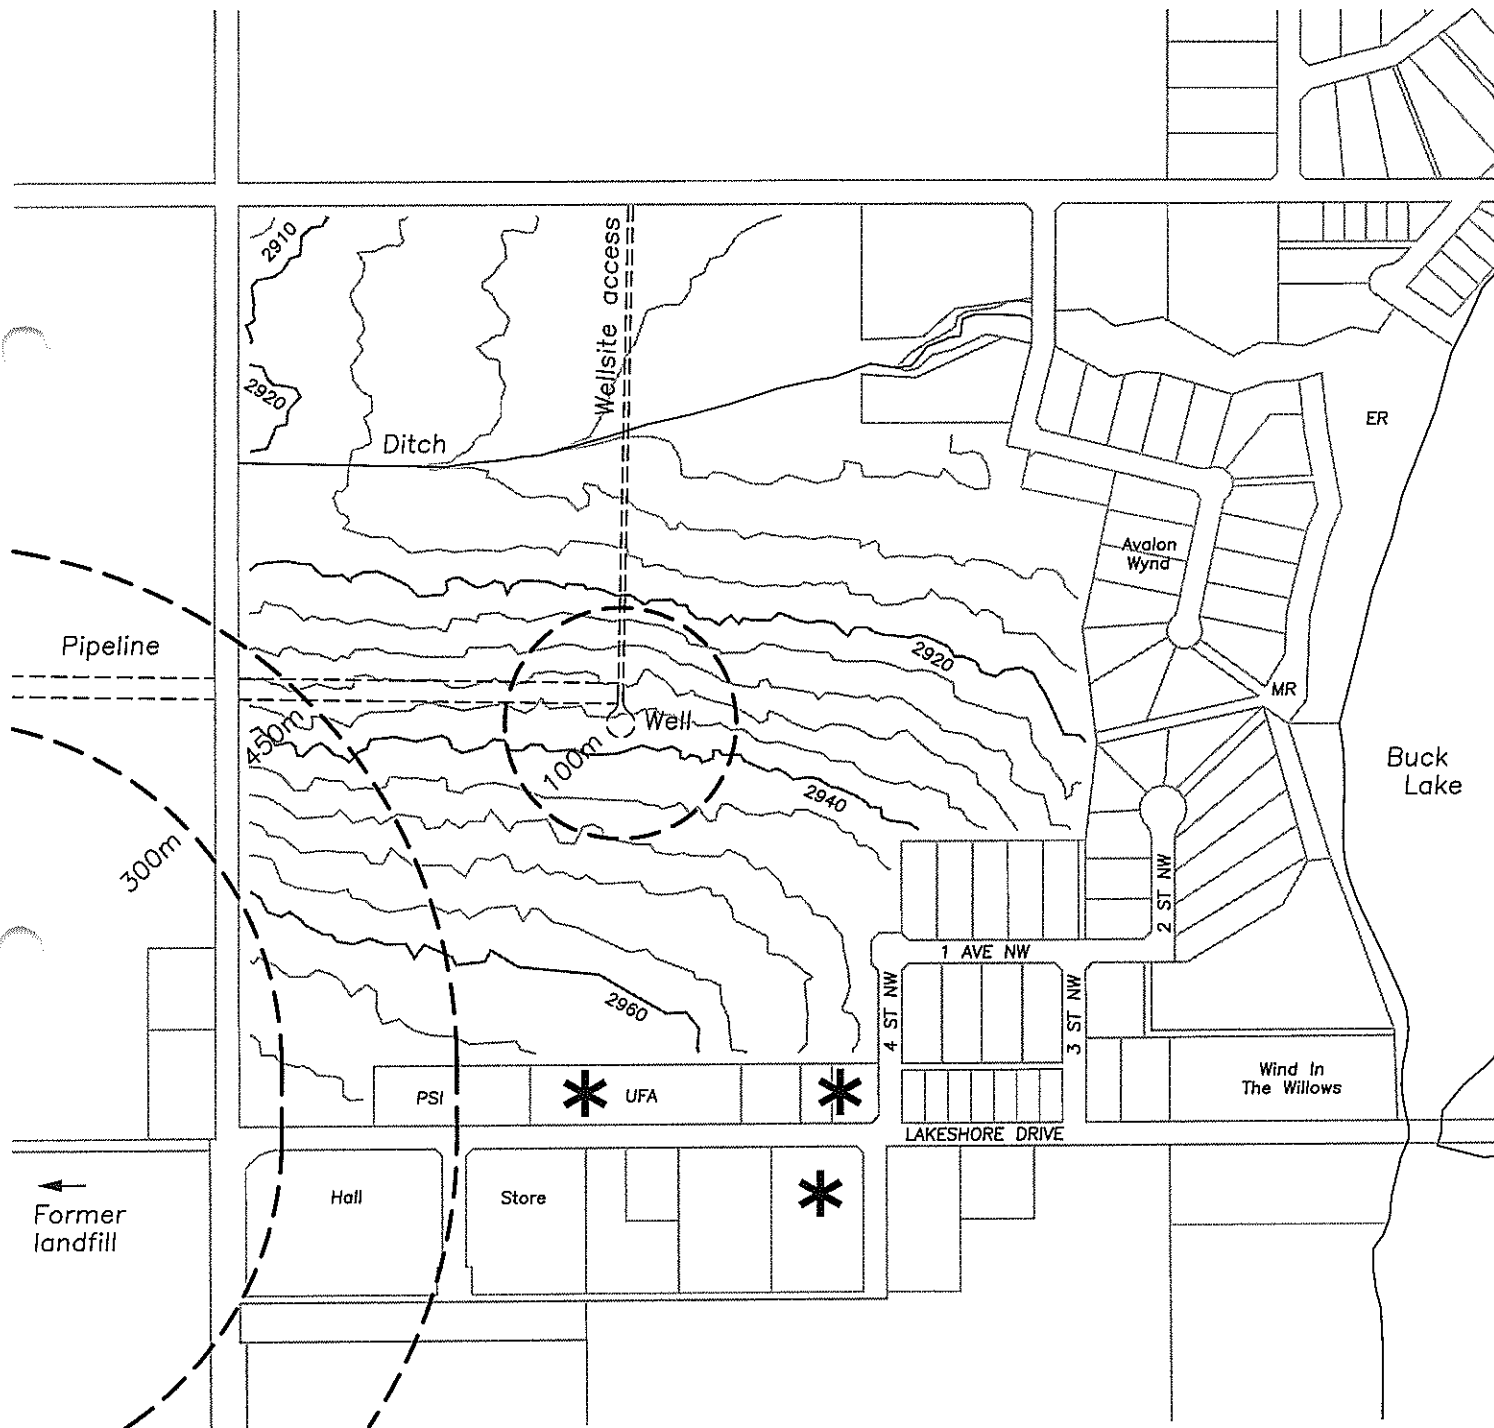 2910
Wellsite access
2920
Ditch
ER
Avalon
Wynd
Pipeline
2920
MR
450m
Well
100m
Buck
Lake
2940
300m
2 ST NW
1 AVE NW
2960
4 ST NW
3 ST NW
PSI
UFA
Wind In
The Willows
LAKESHORE DRIVE
Hall
Store
Former
landfill